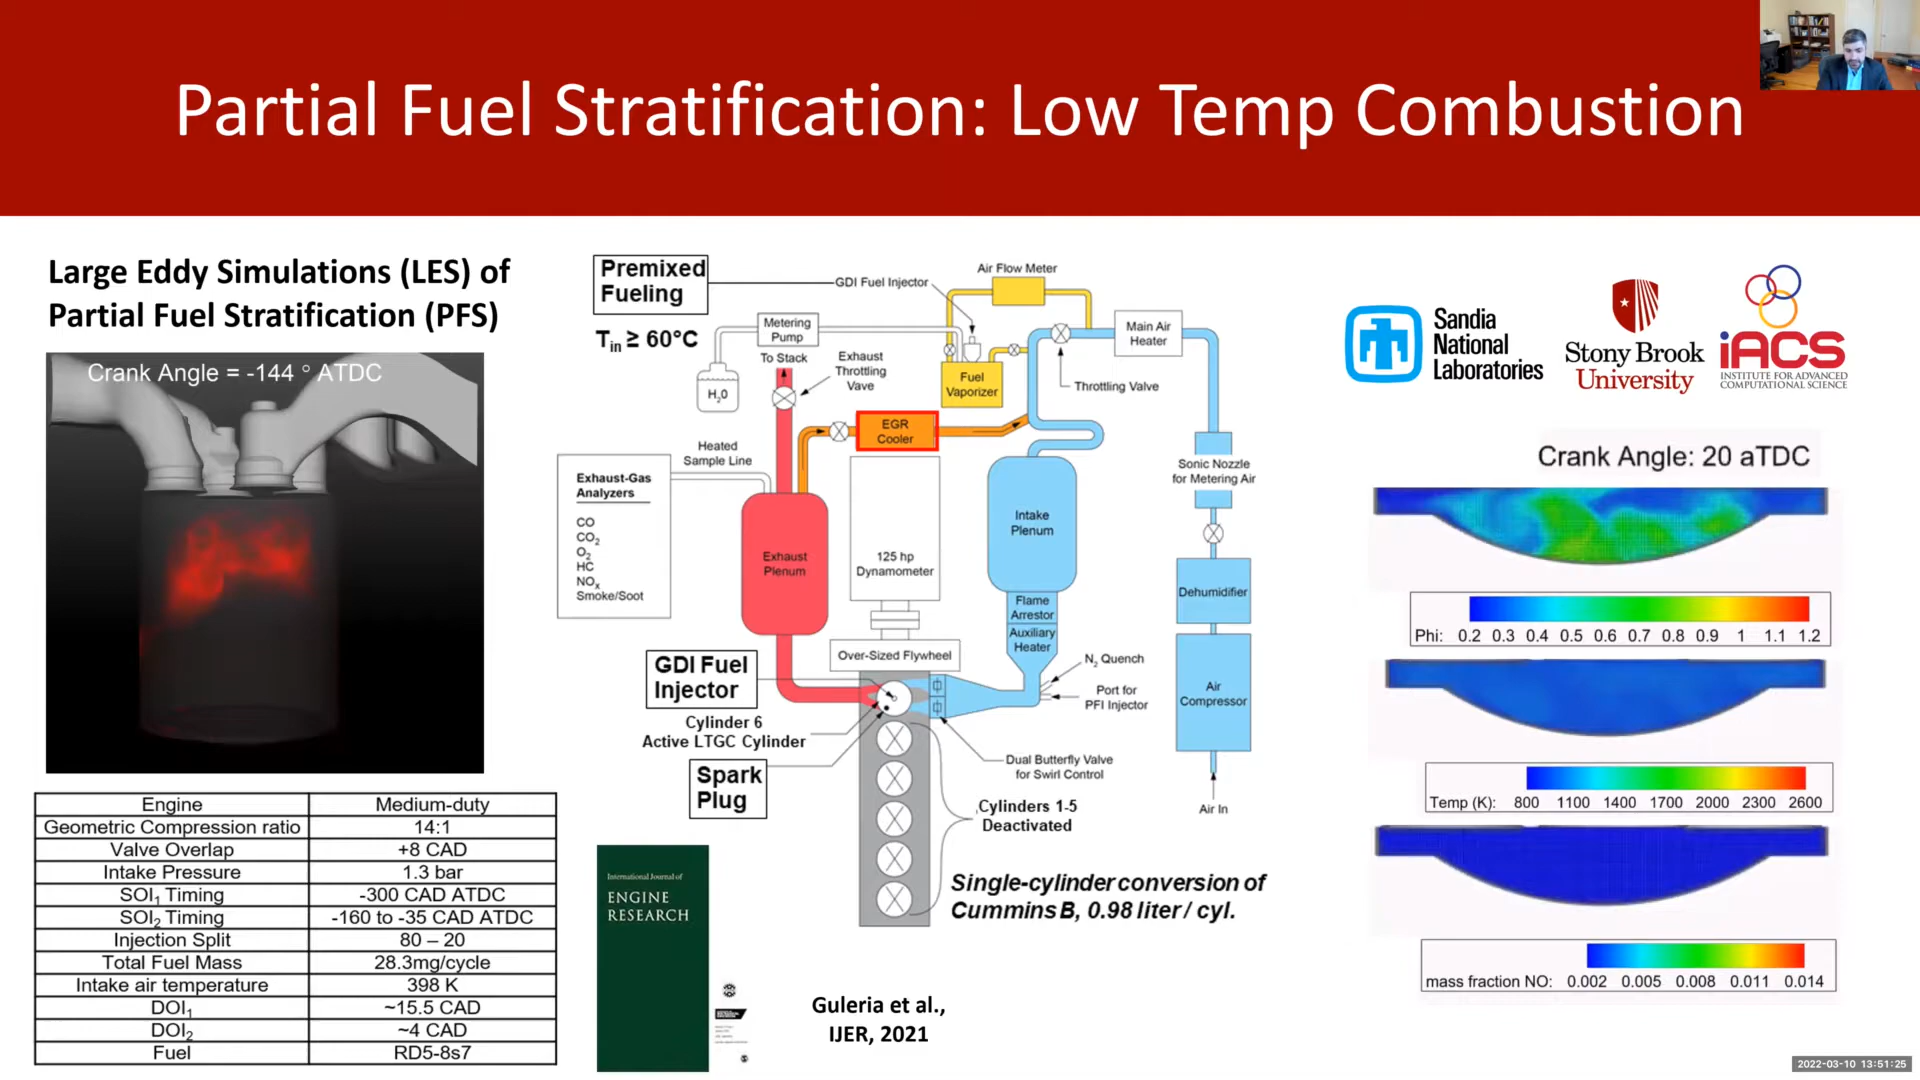 Partial Fuel Stratification: Low Temp Combustion
Large Eddy Simulations (LES) of
Partial Fuel Stratification (PFS)
Crank Angle = -144 ° ATDC
Engine Medium-duty
Geometric Compression ratio 14:1
Valve Overlap +8 CAD
Intake Pressure 1.3 bar
SOI1 Timing -300 CAD ATDC
SOI2 Timing -160 to -35 CAD ATDC
Injection Split 80 – 20
Total Fuel Mass 28.3mg/cycle
Intake air temperature 398 K
DOI1 ~15.5 CAD
DOI2 ~4 CAD
Fuel RD5-8s7
Premixed
Fueling
Tin ≥ 60°C
GDI Fuel Injector
Air Flow Meter
Metering
Pump
To Stack
Exhaust
Throttling
Vave
H20
Fuel
Vaporizer
Main Air
Heater
Throttling Valve
EGR
Cooler
Heated
Sample Line
Exhaust-Gas
Analyzers
CO
CO2
O2
HC
NOx
Smoke/Soot
Exhaust
Plenum
125 hp
Dynamometer
Intake
Plenum
Sonic Nozzle
for Metering Air
Flame
Arrestor
Auxiliary
Heater
Dehumidifier
Over-Sized Flywheel
GDI Fuel
Injector
N2 Quench
Port for
PFI Injector
Air
Compressor
Cylinder 6
Active LTGC Cylinder
Spark
Plug
Dual Butterfly Valve
for Swirl Control
Cylinders 1-5
Deactivated
Air In
Single-cylinder conversion of
Cummins B, 0.98 liter / cyl.
International Journal of
ENGINE
RESEARCH
Guleria et al.,
IJER, 2021
Sandia
National
Laboratories
Stony Brook
University
iACS
INSTITUTE FOR ADVANCED
COMPUTATIONAL SCIENCE
Crank Angle: 20 aTDC
Phi: 0.2 0.3 0.4 0.5 0.6 0.7 0.8 0.9 1 1.1 1.2
Temp (K): 800 1100 1400 1700 2000 2300 2600
mass fraction NO: 0.002 0.005 0.008 0.011 0.014
2022-03-10 13:51:25